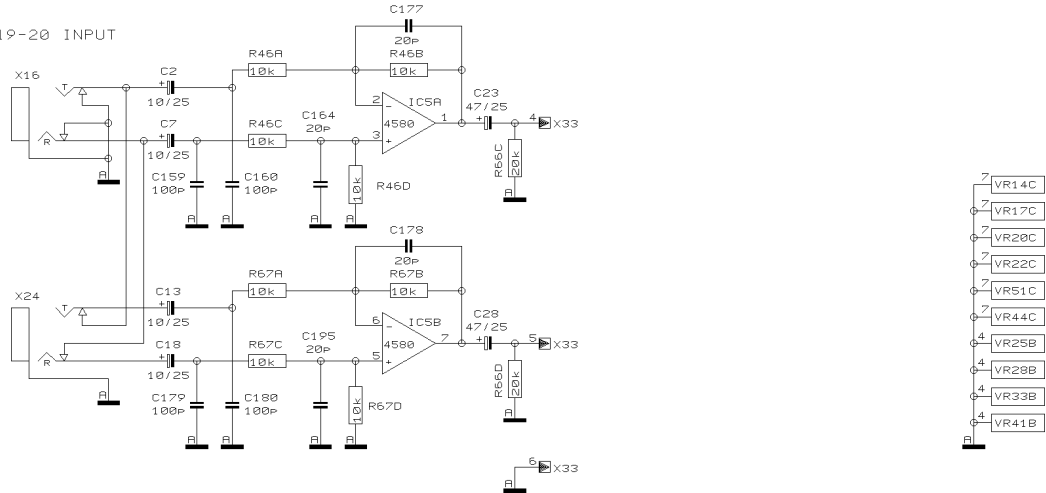 19-20 INPUT
C177
20p
R46A
R46B
10k
10k
X16
T
C2
+
10/25
R
C7
+
10/25
R46C
10k
C164
20p
2
-
3
+
IC5A
4580
1
C23
+
47/25
4
X33
R66C
20k
A
C159
100p
C160
100p
10k
R46D
A
A
A
A
A
C178
20p
R67A
R67B
10k
10k
X24
T
C13
+
10/25
R
C18
+
10/25
R67C
10k
C195
20p
6
-
5
+
IC5B
4580
7
C28
+
47/25
5
X33
R66D
20k
A
C179
100p
C180
100p
10k
R67D
A
A
A
A
A
6
X33
A
7
VR14C
7
VR17C
7
VR20C
7
VR22C
7
VR51C
7
VR44C
4
VR25B
4
VR28B
4
VR33B
4
VR41B
A